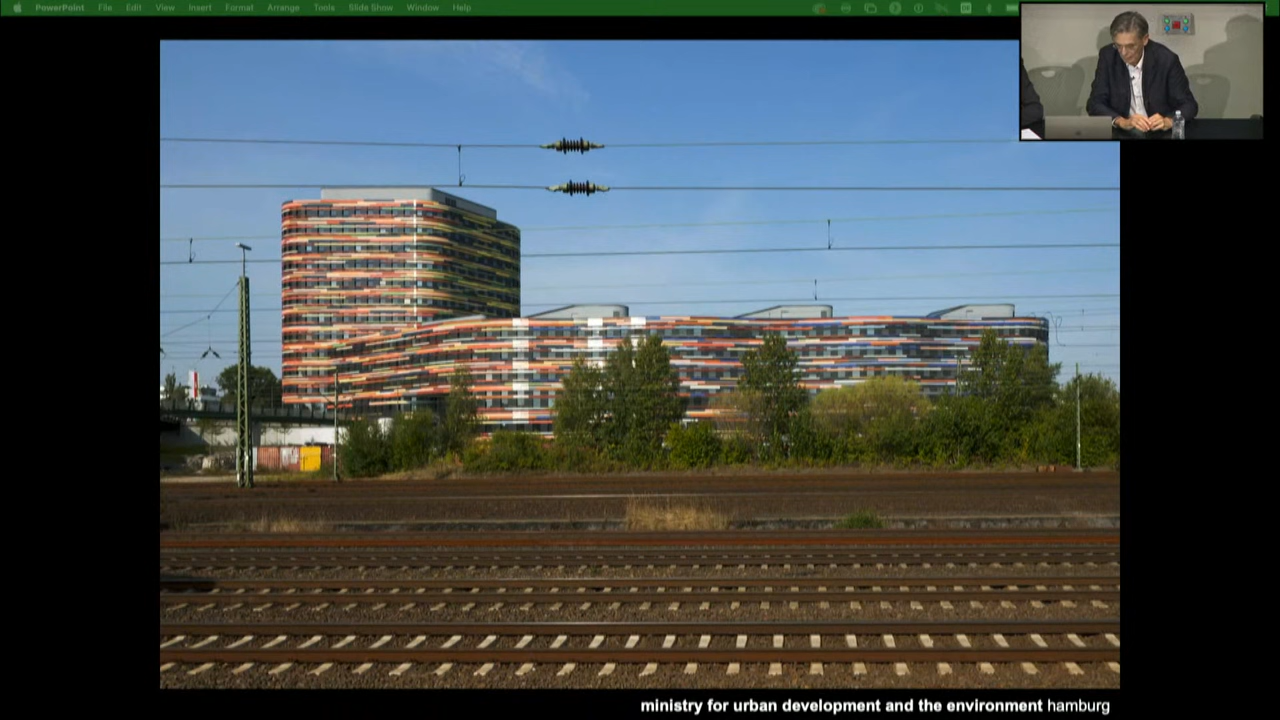 PowerPoint File Edit View Insert Format Arrange Tools Slide Show Window Help
ministry for urban development and the environment hamburg